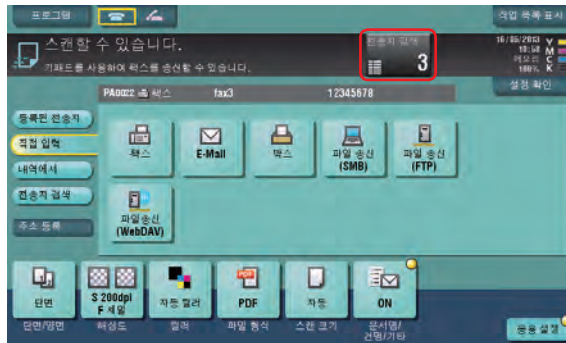 프로그램
작업 목록 표시
스캔할 수 있습니다.
키패드를 사용하여 팩스를 송신할 수 있습니다.
전송지 검색
3
16/05/2013
10:58
메모리
100%
Y
M
C
K
PA0022 팩스 fax3 12345678
설정 확인
등록된 전송지
직접 입력
내역에서
전송지 검색
주소 등록
팩스
E-Mail
박스
파일 송신
(SMB)
파일 송신
(FTP)
파일송신
(WebDAV)
단면
S 200dpi
F 세밀
자동 컬러
PDF
자동
ON
단면/양면
해상도
컬러
파일 형식
스캔 크기
문서명/
건명/기타
응용 설정